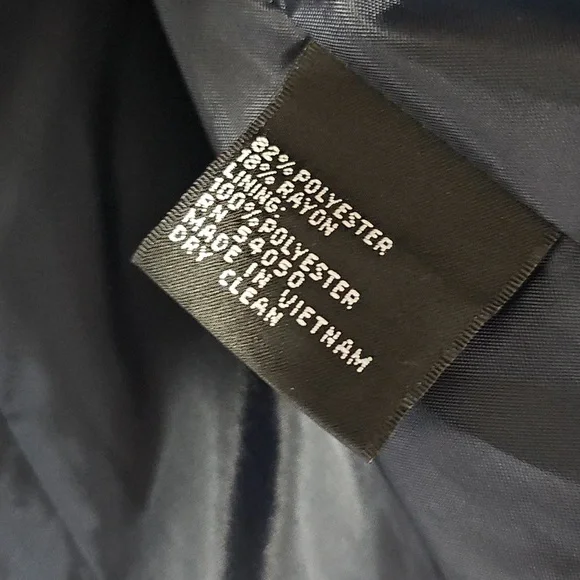 82% POLYESTER
18% RAYON
LINING:
100% POLYESTER
RN 54050
MADE IN VIETNAM
DRY CLEAN